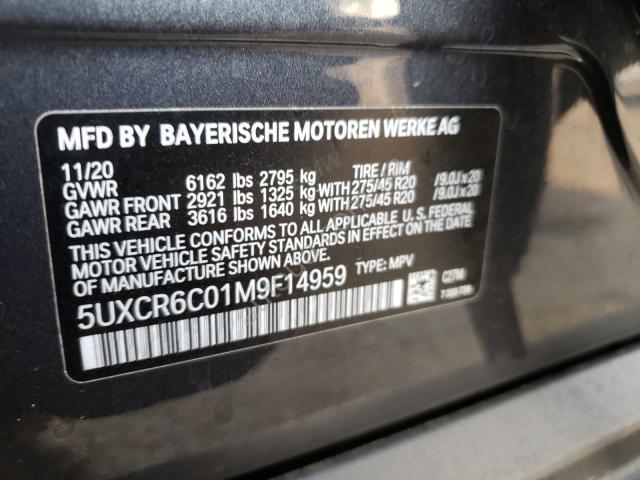 MFD BY BAYERISCHE MOTOREN WERKE AG
11/20 TIRE / RIM
GVWR 6162 lbs 2795 kg
GAWR FRONT 2921 lbs 1325 kg WITH 275/45 R20 /9.0J x 20
GAWR REAR 3616 lbs 1640 kg WITH 275/45 R20 /9.0J x 20
THIS VEHICLE CONFORMS TO ALL APPLICABLE U.S. FEDERAL
MOTOR VEHICLE SAFETY STANDARDS IN EFFECT ON THE DATE
OF MANUFACTURE SHOWN ABOVE.
5UXCR6C01M9F14959 TYPE: MPV
C27M